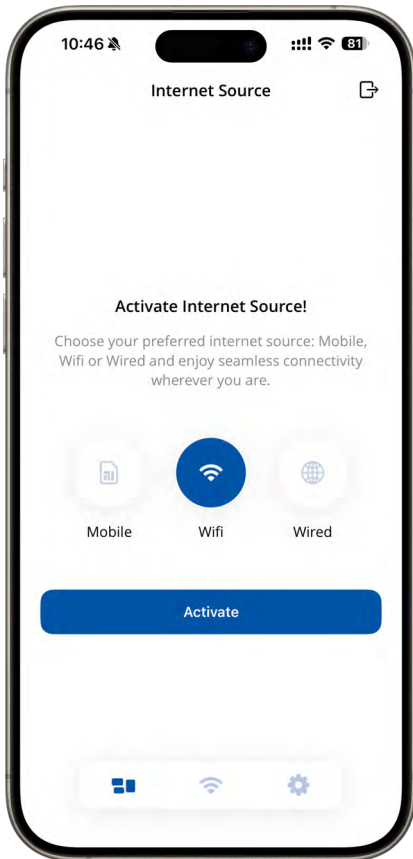 10:46
81
Internet Source
Activate Internet Source!
Choose your preferred internet source: Mobile,
Wifi or Wired and enjoy seamless connectivity
wherever you are.
Mobile Wifi Wired
Activate